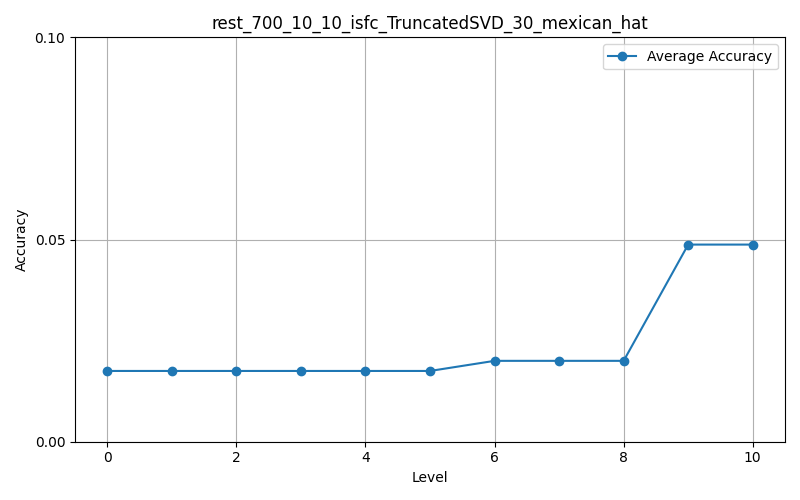 rest_700_10_10_isfc_TruncatedSVD_30_mexican_hat
Average Accuracy
0.10
0.05
0.00
Accuracy
0 2 4 6 8 10
Level